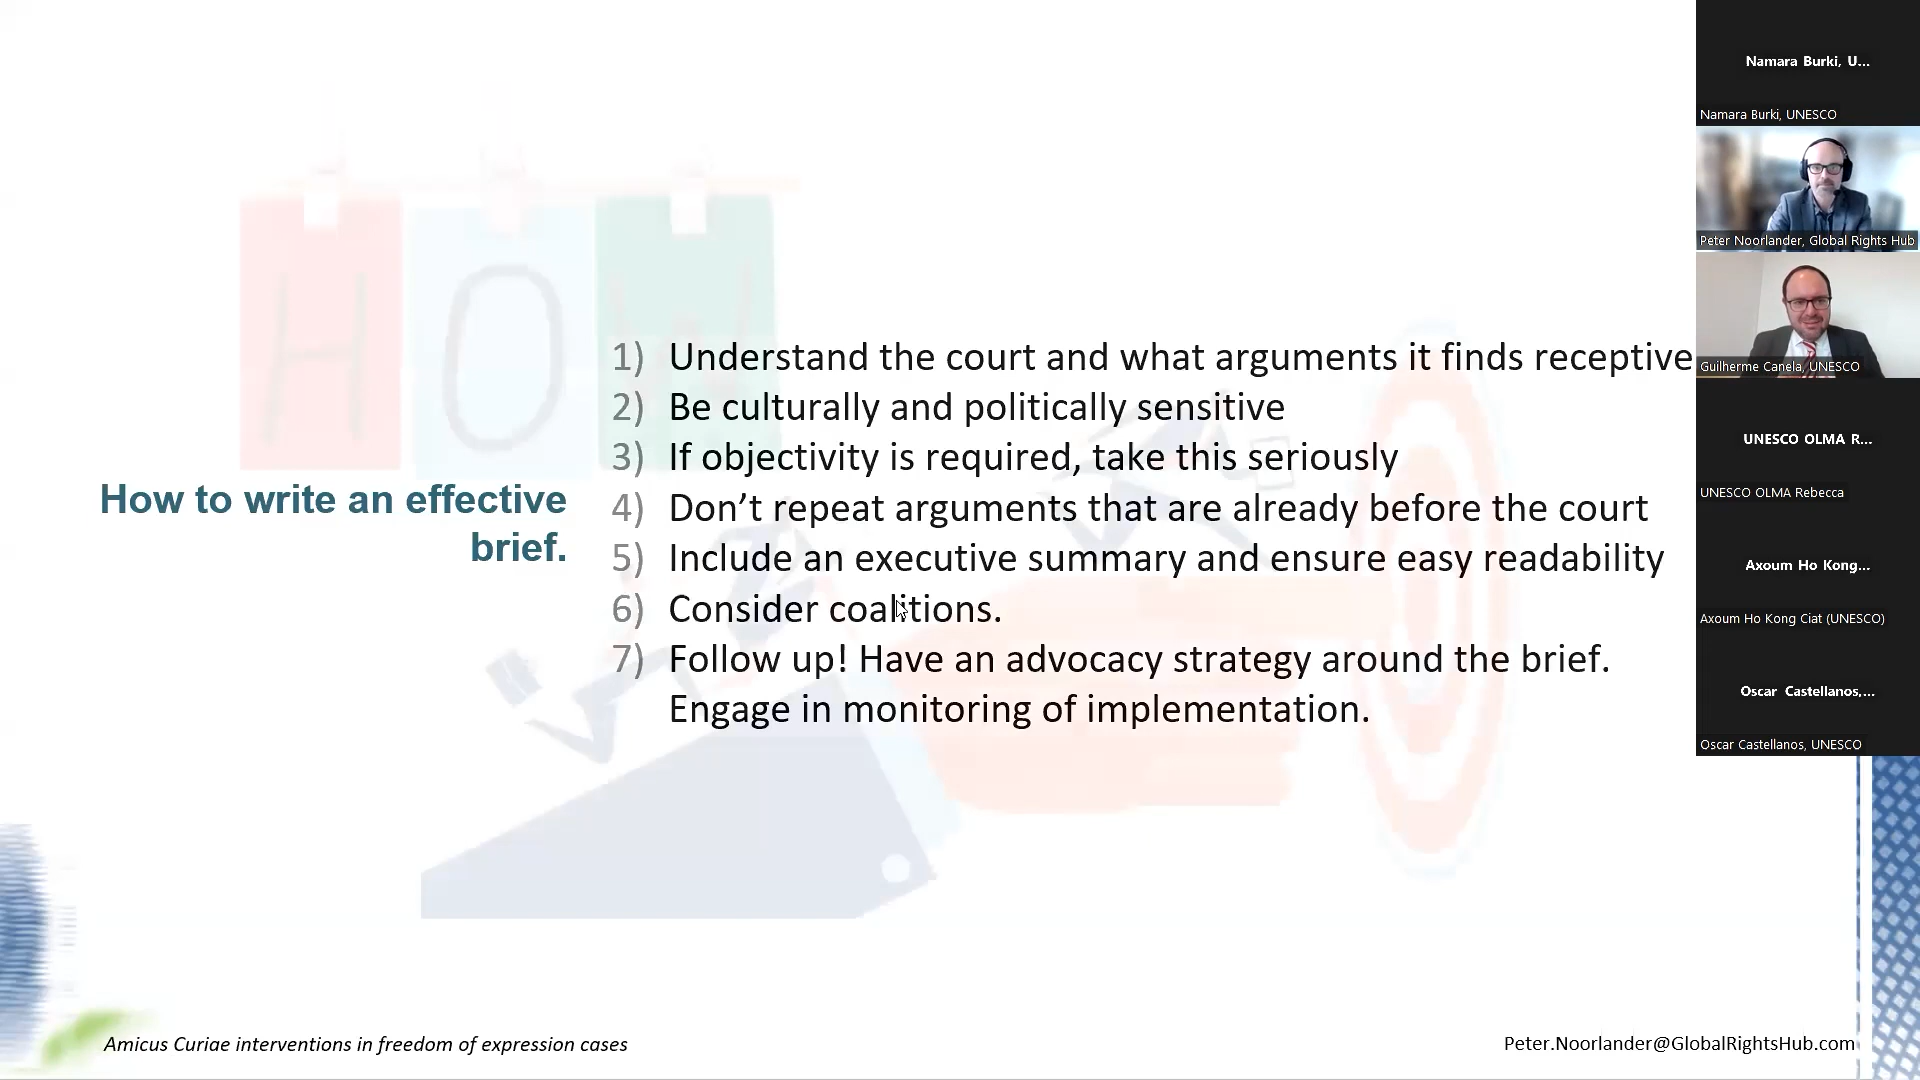 HOW
How to write an effective
brief.
1) Understand the court and what arguments it finds receptive
2) Be culturally and politically sensitive
3) If objectivity is required, take this seriously
4) Don’t repeat arguments that are already before the court
5) Include an executive summary and ensure easy readability
6) Consider coalitions.
7) Follow up! Have an advocacy strategy around the brief.
Engage in monitoring of implementation.
Amicus Curiae interventions in freedom of expression cases
Peter.Noorlander@GlobalRightsHub.com
Namara Burki, U...
Namara Burki, UNESCO
Peter Noorlander, Global Rights Hub
Guilherme Canela, UNESCO
UNESCO OLMA R...
UNESCO OLMA Rebecca
Axoum Ho Kong...
Axoum Ho Kong Ciat (UNESCO)
Oscar Castellanos,...
Oscar Castellanos, UNESCO